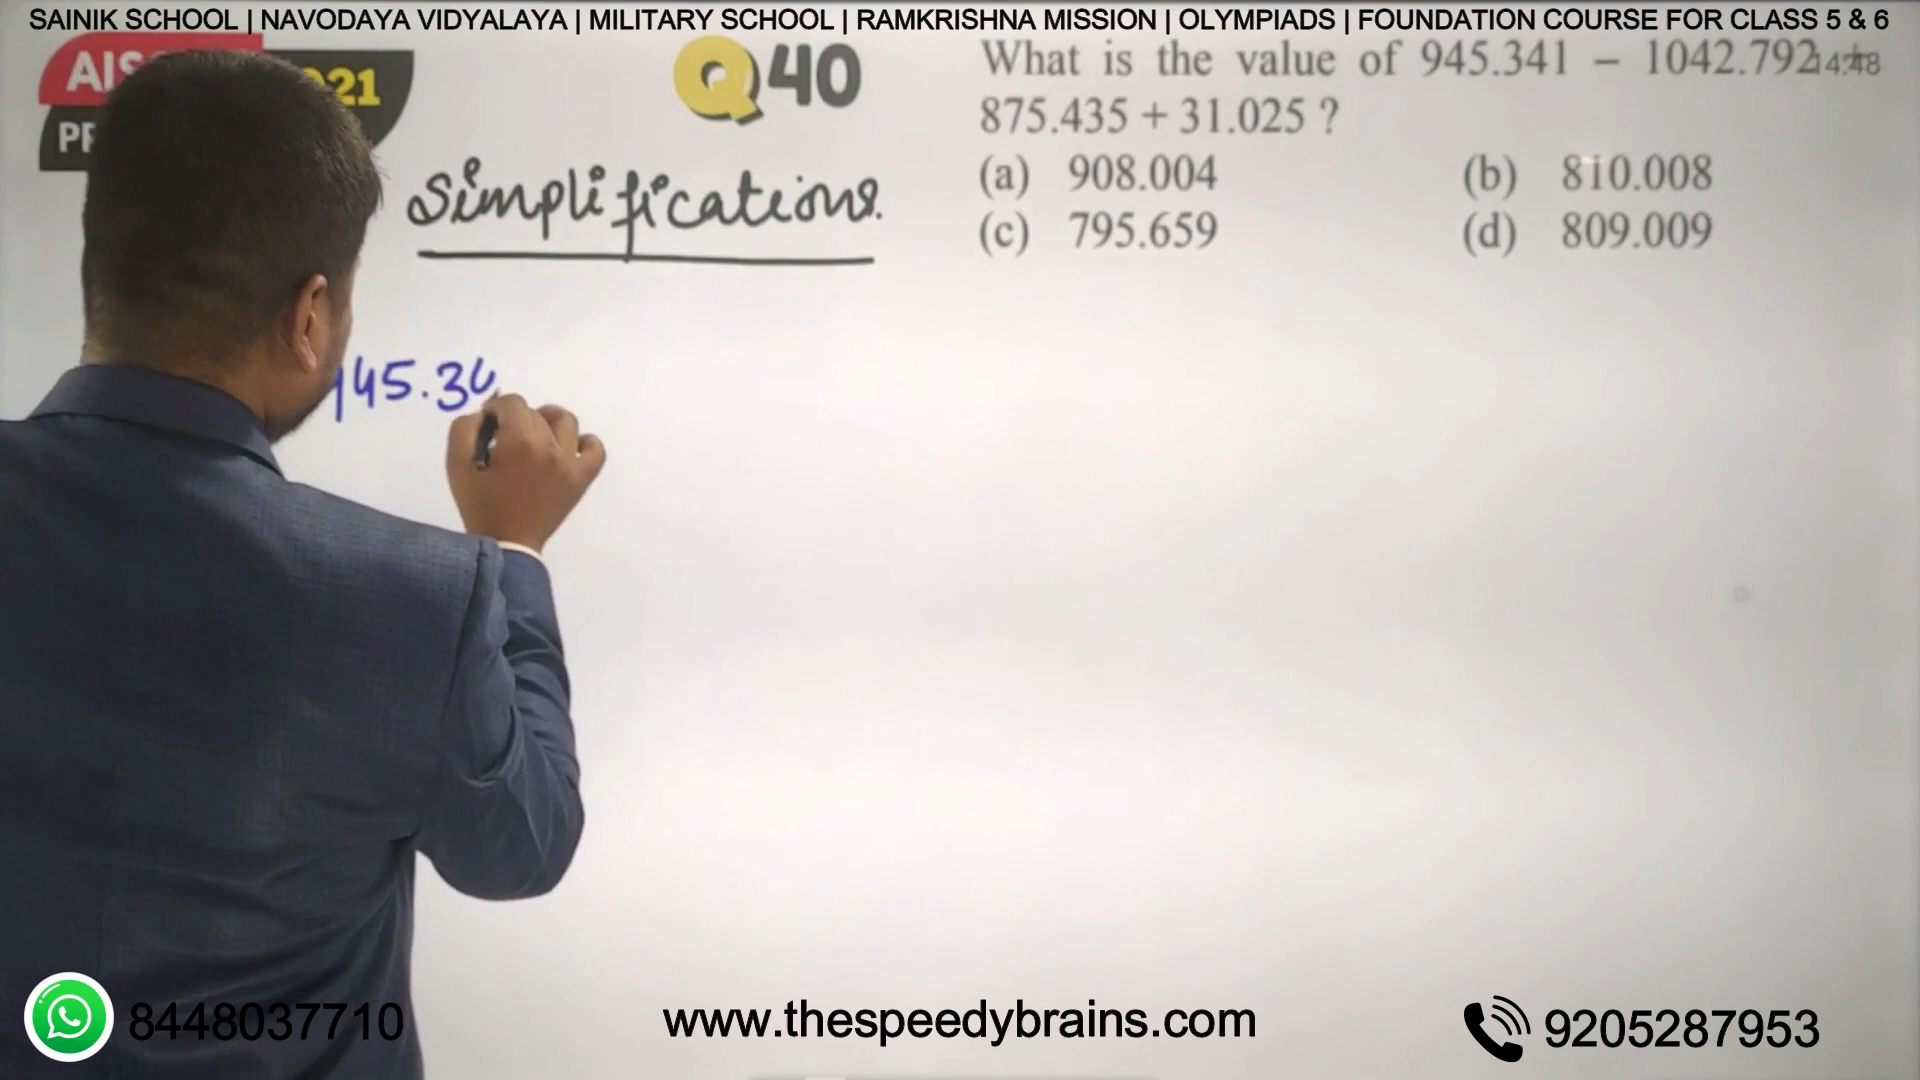 SAINIK SCHOOL | NAVODAYA VIDYALAYA | MILITARY SCHOOL | RAMKRISHNA MISSION | OLYMPIADS | FOUNDATION COURSE FOR CLASS 5 & 6
Q40
Simplifications.
What is the value of 945.341 – 1042.792 +
875.435 + 31.025 ?
(a) 908.004 (b) 810.008
(c) 795.659 (d) 809.009
8448037710
www.thespeedybrains.com
9205287953